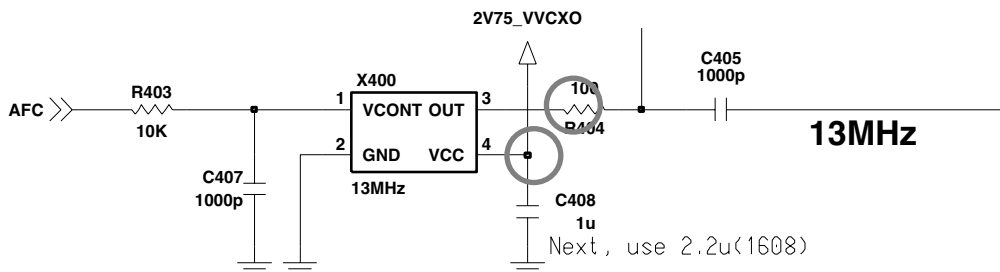 2V75_VVCXO
C405
1000p
X400
100
R403
AFC
1
VCONT OUT
3
10K
R404
13MHz
2
GND
VCC
4
C407
1000p
13MHz
C408
1u
Next, use 2.2u(1608)